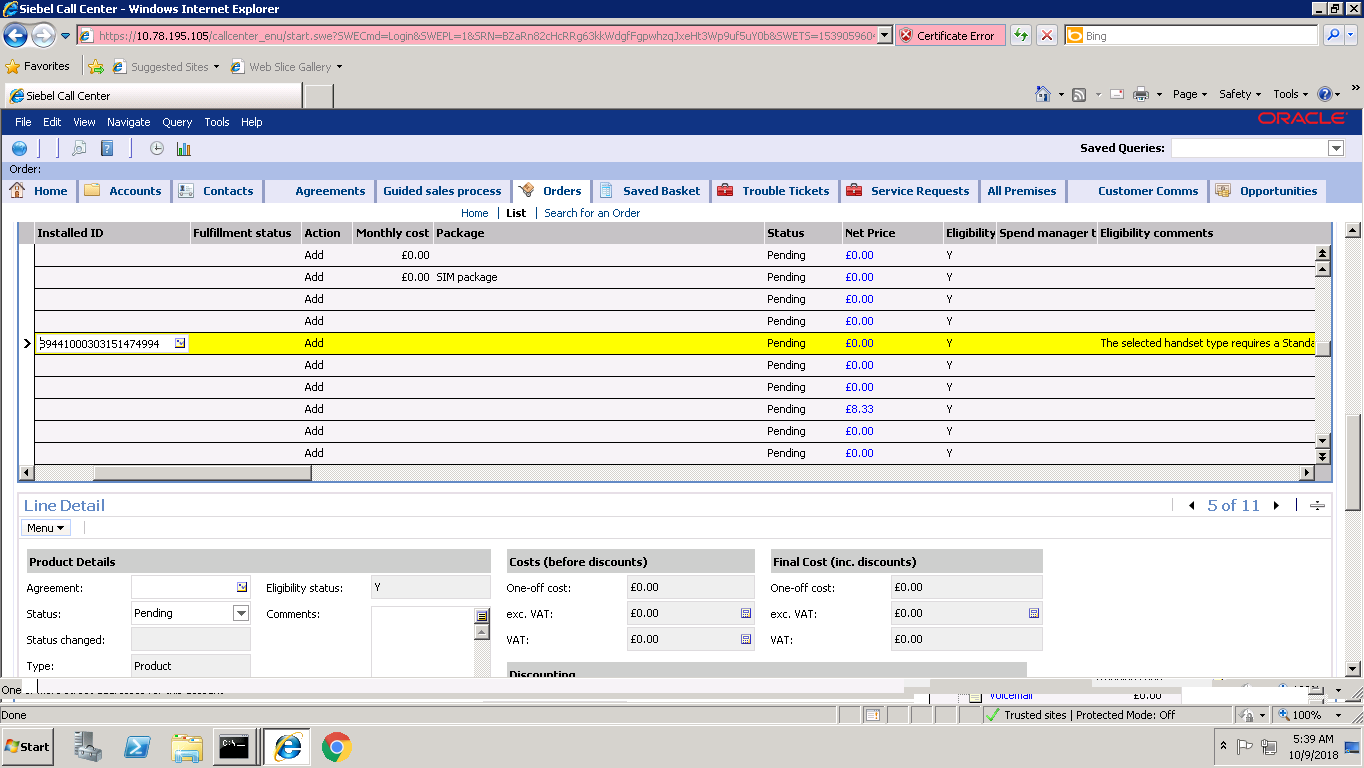 Siebel Call Center - Windows Internet Explorer
https://10.78.195.105/callcenter_enu/start.swe?SWECmd=Login&SWEPL=1&SRN=BZaRn82cHcRRg63kkWdgfFgpwhzqJxeHt3Wp9uf5uY0b&SWETS=153905960 Certificate Error Bing
Favorites Suggested Sites Web Slice Gallery
Siebel Call Center Page Safety Tools
File Edit View Navigate Query Tools Help ORACLE
Saved Queries:
Order:
Home Accounts Contacts Agreements Guided sales process Orders Saved Basket Trouble Tickets Service Requests All Premises Customer Comms Opportunities
Home List Search for an Order
Installed ID Fulfillment status Action Monthly cost Package Status Net Price Eligibility Spend manager t Eligibility comments
Add £0.00 Pending £0.00 Y
Add £0.00 SIM package Pending £0.00 Y
Add Pending £0.00 Y
Add Pending £0.00 Y
39441000303151474994 Add Pending £0.00 Y The selected handset type requires a Standa
Add Pending £0.00 Y
Add Pending £0.00 Y
Add Pending £8.33 Y
Add Pending £0.00 Y
Add Pending £0.00 Y
Line Detail 5 of 11
Menu
Product Details Costs (before discounts) Final Cost (inc. discounts)
Agreement: Eligibility status: Y One-off cost: £0.00 One-off cost: £0.00
Status: Pending Comments: exc. VAT: £0.00 exc. VAT: £0.00
Status changed: VAT: £0.00 VAT: £0.00
Type: Product
Discounting
Voicemail £0.00
Done Trusted sites | Protected Mode: Off 100%
Start 5:39 AM
10/9/2018